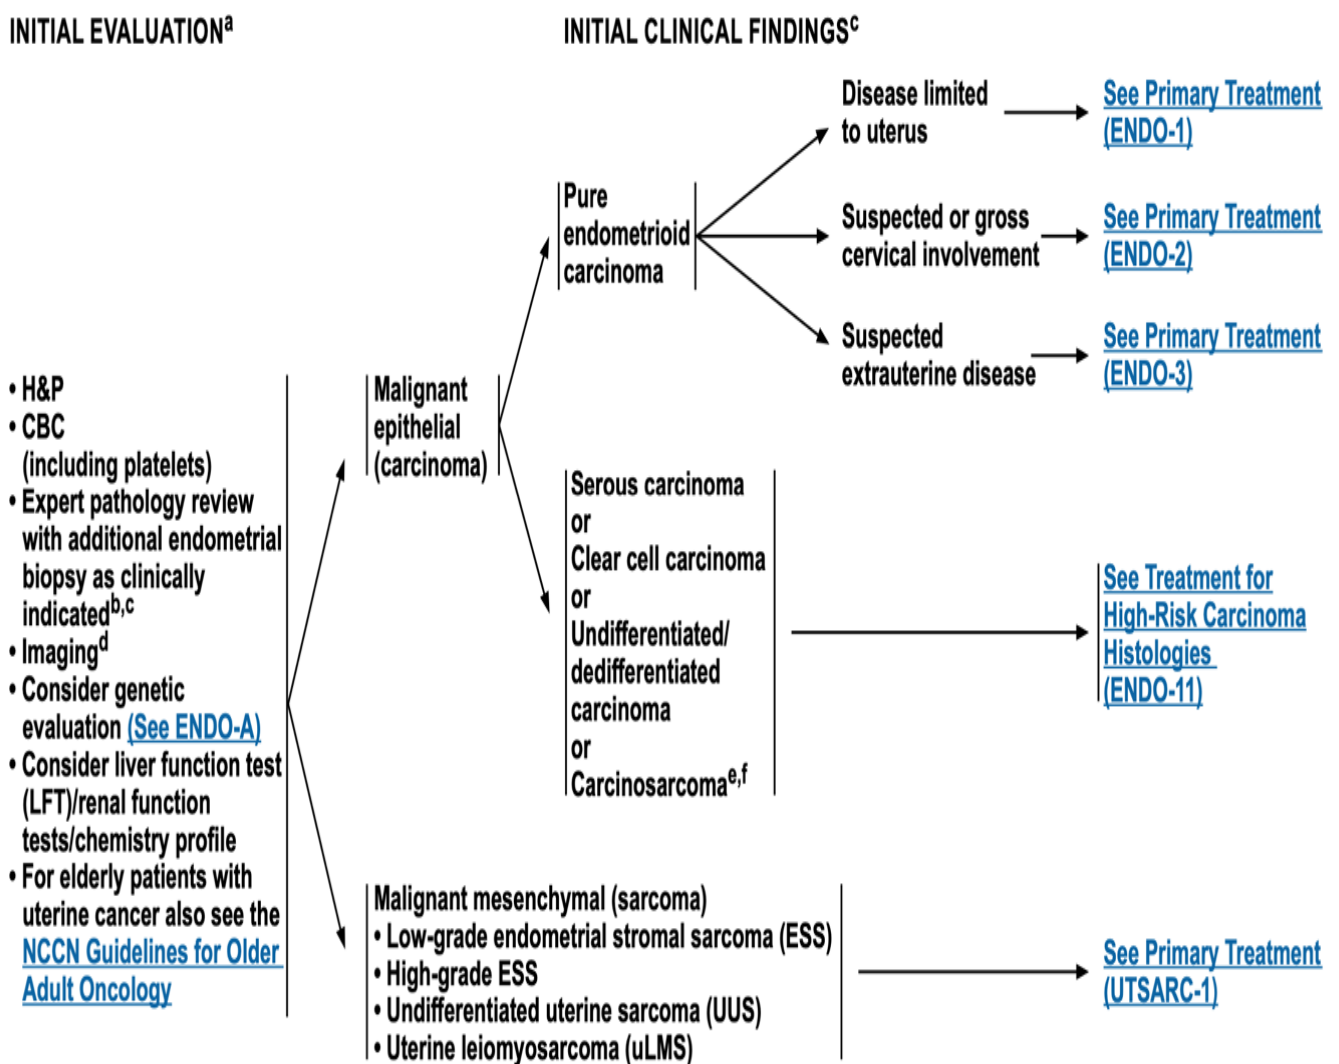 INITIAL EVALUATIONa
INITIAL CLINICAL FINDINGSc
• H&P
• CBC
(including platelets)
• Expert pathology review
with additional endometrial
biopsy as clinically
indicatedb,c
• Imagingd
• Consider genetic
evaluation (See ENDO-A)
• Consider liver function test
(LFT)/renal function
tests/chemistry profile
• For elderly patients with
uterine cancer also see the
NCCN Guidelines for Older
Adult Oncology
Malignant
epithelial
(carcinoma)
Pure
endometrioid
carcinoma
Disease limited
to uterus
See Primary Treatment
(ENDO-1)
Suspected or gross
cervical involvement
See Primary Treatment
(ENDO-2)
Suspected
extrauterine disease
See Primary Treatment
(ENDO-3)
Serous carcinoma
or
Clear cell carcinoma
or
Undifferentiated/
dedifferentiated
carcinoma
or
Carcinosarcomae,f
See Treatment for
High-Risk Carcinoma
Histologies
(ENDO-11)
Malignant mesenchymal (sarcoma)
• Low-grade endometrial stromal sarcoma (ESS)
• High-grade ESS
• Undifferentiated uterine sarcoma (UUS)
• Uterine leiomyosarcoma (uLMS)
See Primary Treatment
(UTSARC-1)